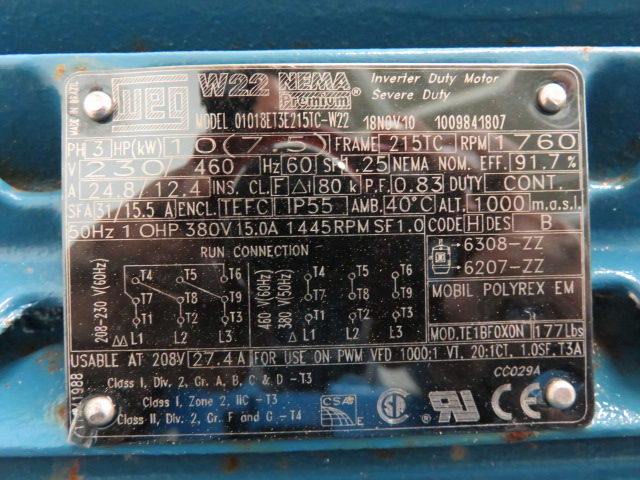 WEG W22 NEMA Premium® Inverter Duty Motor
Severe Duty
MADE IN BRAZIL
MODEL 01018ET3E215TC-W22 18NOV10 1009841807
PH 3 HP(kW) 10(7.5) FRAME 215TC RPM 1760
V 230/460 Hz 60 SF 1.25 NEMA NOM. EFF. 91.7%
A 24.8/12.4 INS. CL. F Δt 80 K P.F. 0.83 DUTY CONT.
SFA 31/15.5 A ENCL. TEFC IP55 AMB. 40°C ALT. 1000 m.a.s.l.
50Hz 10HP 380V 15.0A 1445RPM SF1.0 CODE H DES B
RUN CONNECTION
208-230 V(60Hz)
T4 T5 T6
T7 T8 T9
T1 T2 T3
ΔΔ L1 L2 L3
460 V(60Hz)
380 V(50Hz)
T4 T5 T6
T7 T8 T9
T1 T2 T3
Δ L1 L2 L3
6308-ZZ
6207-ZZ
MOBIL POLYREX EM
MOD.TE1BF0X0N 177Lbs
USABLE AT 208V 27.4 A FOR USE ON PWM VFD 1000:1 VT, 20:1CT, 1.0SF, T3A
Class I, Div. 2, Gr. A, B, C & D -T3
Class I, Zone 2, IIC -T3
Class II, Div. 2, Gr. F and G -T4
CC029A
CSA E